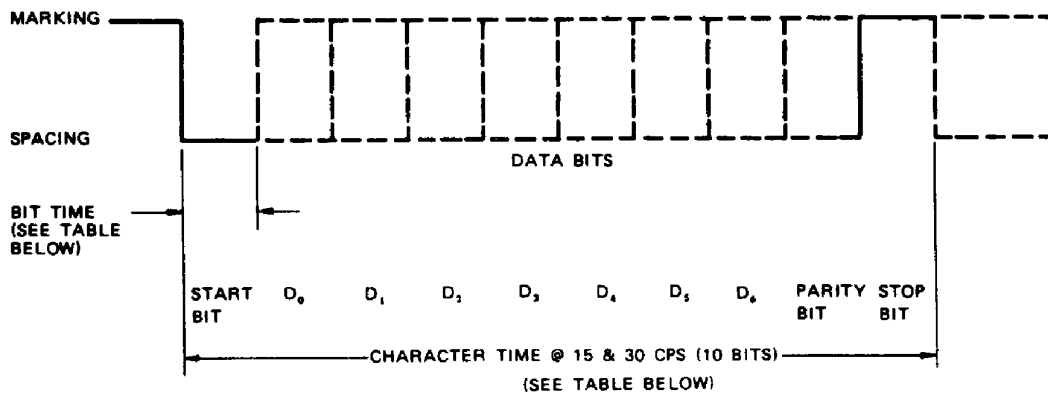 MARKING
SPACING
DATA BITS
BIT TIME
(SEE TABLE
BELOW)
START
BIT
D₀
D₁
D₂
D₃
D₄
D₅
D₆
PARITY
BIT
STOP
BIT
CHARACTER TIME @ 15 & 30 CPS (10 BITS)
(SEE TABLE BELOW)